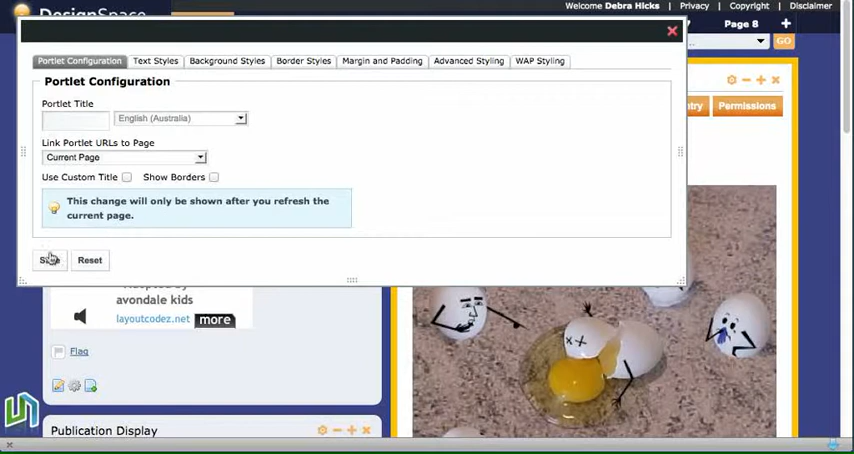 DesignSpace
Welcome Debra Hicks | Privacy | Copyright | Disclaimer
Page 8 +
GO
Portlet Configuration
Text Styles
Background Styles
Border Styles
Margin and Padding
Advanced Styling
WAP Styling
Portlet Configuration
Portlet Title
English (Australia)
Link Portlet URLs to Page
Current Page
Use Custom Title
Show Borders
This change will only be shown after you refresh the
current page.
Reset
Permissions
avondale kids
layoutcodez.net more
Flag
Publication Display